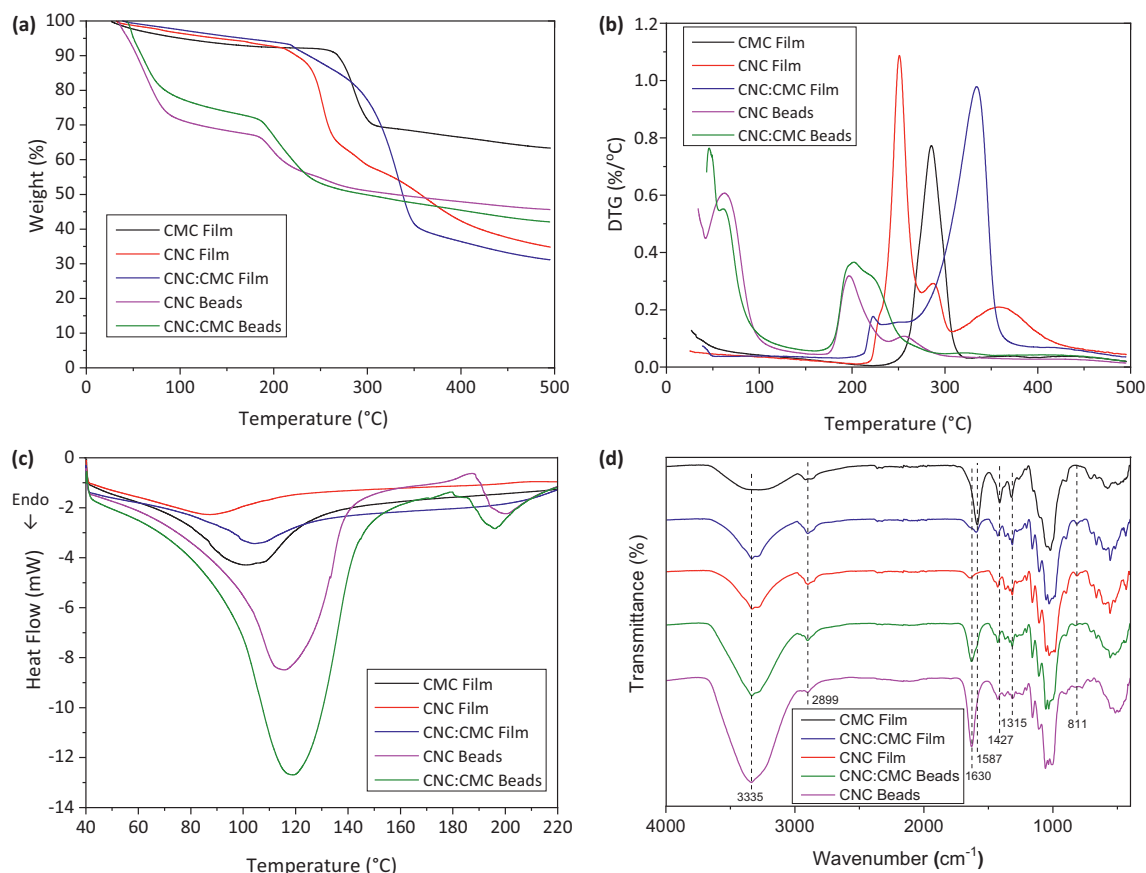 (a)
100
90
80
70
60
50
40
30
20
10
0
Weight (%)
CMC Film
CNC Film
CNC:CMC Film
CNC Beads
CNC:CMC Beads
0 100 200 300 400 500
Temperature (°C)
(b)
1.2
1.0
0.8
0.6
0.4
0.2
0.0
DTG (%/°C)
CMC Film
CNC Film
CNC:CMC Film
CNC Beads
CNC:CMC Beads
0 100 200 300 400 500
Temperature (°C)
(c)
0
-2
-4
-6
-8
-10
-12
-14
Endo
↓
Heat Flow (mW)
CMC Film
CNC Film
CNC:CMC Film
CNC Beads
CNC:CMC Beads
40 60 80 100 120 140 160 180 200 220
Temperature (°C)
(d)
Transmittance (%)
2899
1315
811
1427
1587
1630
3335
CMC Film
CNC:CMC Film
CNC Film
CNC:CMC Beads
CNC Beads
4000 3000 2000 1000
Wavenumber (cm⁻¹)